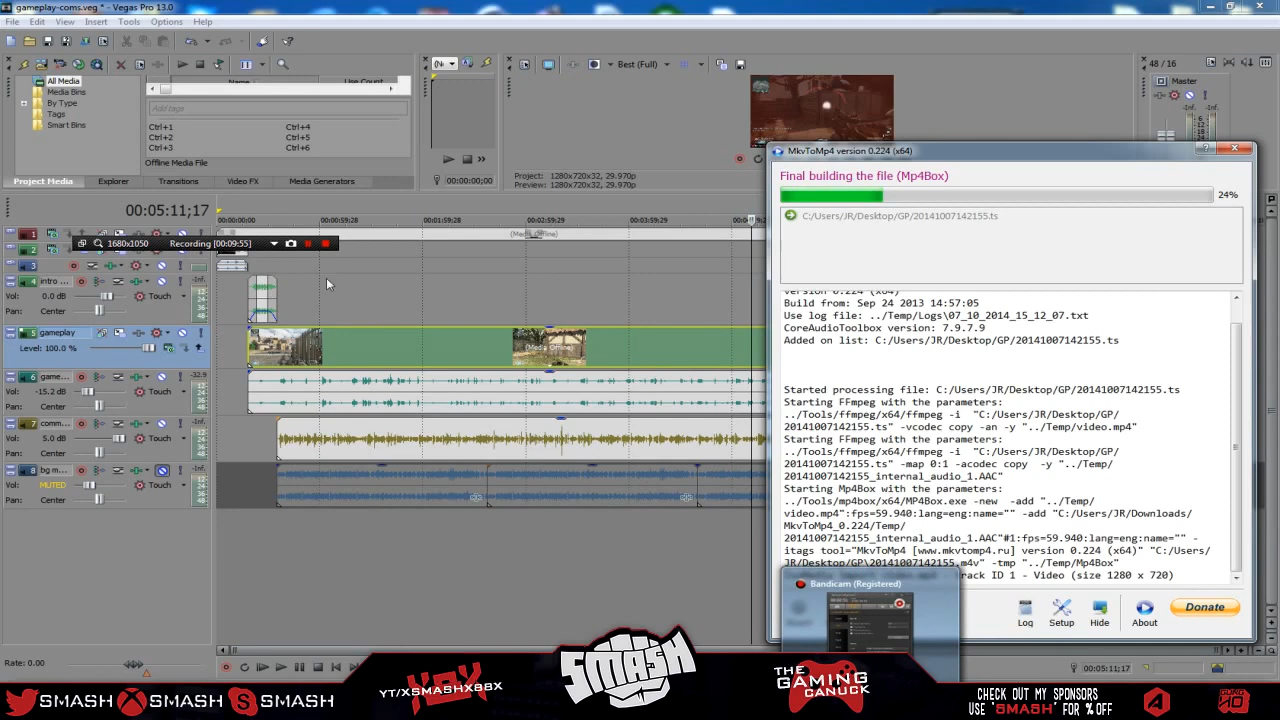 gameplay-coms.veg * - Vegas Pro 13.0
File Edit View Insert Tools Options Help
All Media
Media Bins
By Type
Tags
Smart Bins
Name Use Count
Add tags
Ctrl+1 Ctrl+4
Ctrl+2 Ctrl+5
Ctrl+3 Ctrl+6
Offline Media File
Project Media Explorer Transitions Video FX Media Generators
00:00:00;00
Best (Full)
Project: 1280x720x32, 29.970p
Preview: 1280x720x32, 29.970p
48 / 16
Master
-Inf. -Inf.
00:05:11;17
00:00:00;00 00:00:59;28 00:01:59;28 00:02:59;29 00:03:59;29
1680x1050 Recording [00:09:55]
(Media Offline)
1
2
3
4 intro ...
Vol: 0.0 dB Touch
Pan: Center
5 gameplay
Level: 100.0 %
(Media Offline)
6 game...
Vol: -15.2 dB Touch
Pan: Center
-32.9
7 comm...
Vol: 5.0 dB Touch
Pan: Center
8 bg m...
MUTED Touch
Pan: Center
Rate: 0.00
00:05:11;17
MkvToMp4 version 0.224 (x64)
Final building the file (Mp4Box)
24%
C:/Users/JR/Desktop/GP/20141007142155.ts
version 0.224 (x64)
Build from: Sep 24 2013 14:57:05
Use log file: ../Temp/Logs\07_10_2014_15_12_07.txt
CoreAudioToolbox version: 7.9.7.9
Added on list: C:/Users/JR/Desktop/GP/20141007142155.ts
Started processing file: C:/Users/JR/Desktop/GP/20141007142155.ts
Starting FFmpeg with the parameters:
../Tools/ffmpeg/x64/ffmpeg -i "C:/Users/JR/Desktop/GP/
20141007142155.ts" -vcodec copy -an -y "../Temp/video.mp4"
Starting FFmpeg with the parameters:
../Tools/ffmpeg/x64/ffmpeg -i "C:/Users/JR/Desktop/GP/
20141007142155.ts" -map 0:1 -acodec copy -y "../Temp/
20141007142155_internal_audio_1.AAC"
Starting Mp4Box with the parameters:
../Tools/mp4box/x64/MP4Box.exe -new -add "../Temp/
video.mp4":fps=59.940:lang=eng:name="" -add "C:/Users/JR/Downloads/
MkvToMp4_0.224/Temp/
20141007142155_internal_audio_1.AAC"#1:fps=59.940:lang=eng:name="" -
itags tool="MkvToMp4 [www.mkvtomp4.ru] version 0.224 (x64)" "C:/Users/
JR/Desktop/GP\20141007142155.m4v" -tmp "../Temp/Mp4Box"
Track ID 1 - Video (size 1280 x 720)
Bandicam (Registered)
Log Setup Hide About Donate
SMASH SMASH SMASH
YT/XSMASHX88X
SMASH
THE
GAMING
CANUCK
CHECK OUT MY SPONSORS
USE "SMASH" FOR % OFF